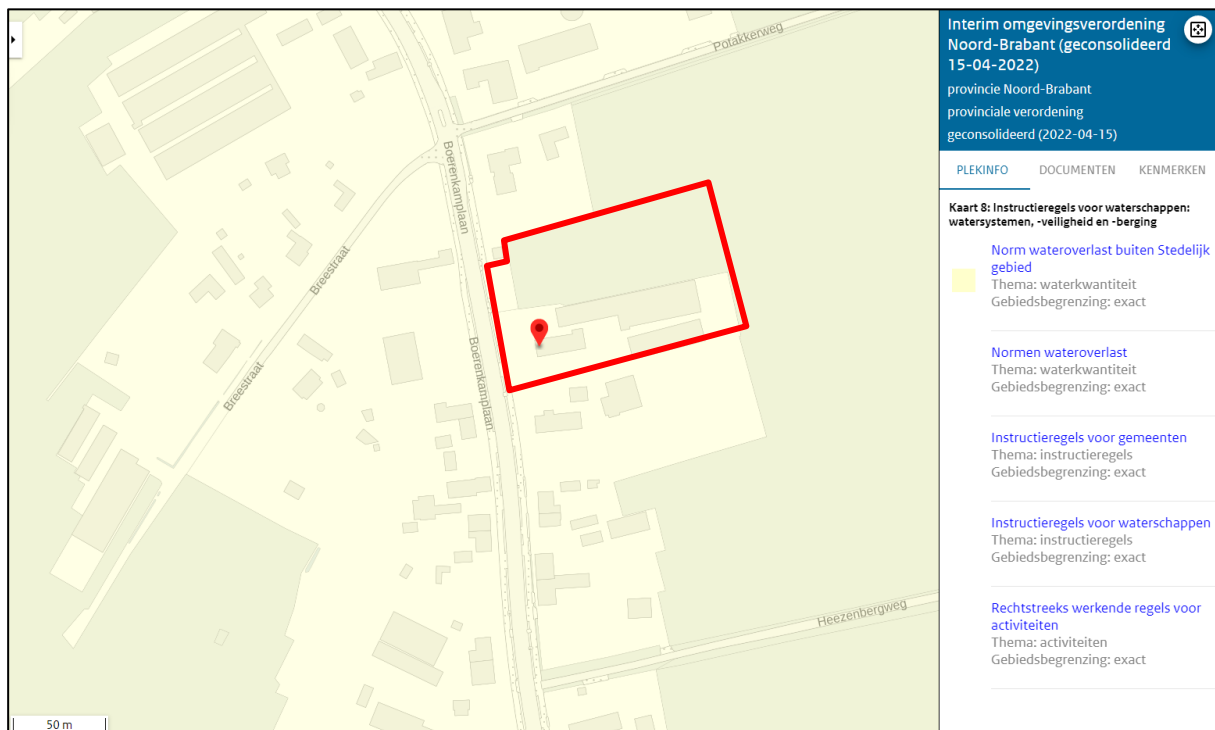 Potakkerweg
Boerenkamplaan
Breestraat
Boerenkamplaan
Breestraat
Heezenbergweg
50 m
Interim omgevingsverordening
Noord-Brabant (geconsolideerd
15-04-2022)
provincie Noord-Brabant
provinciale verordening
geconsolideerd (2022-04-15)
PLEKINFO DOCUMENTEN KENMERKEN
Kaart 8: Instructieregels voor waterschappen:
watersystemen, -veiligheid en -berging
Norm wateroverlast buiten Stedelijk
gebied
Thema: waterkwantiteit
Gebiedsbegrenzing: exact
Normen wateroverlast
Thema: waterkwantiteit
Gebiedsbegrenzing: exact
Instructieregels voor gemeenten
Thema: instructieregels
Gebiedsbegrenzing: exact
Instructieregels voor waterschappen
Thema: instructieregels
Gebiedsbegrenzing: exact
Rechtstreeks werkende regels voor
activiteiten
Thema: activiteiten
Gebiedsbegrenzing: exact